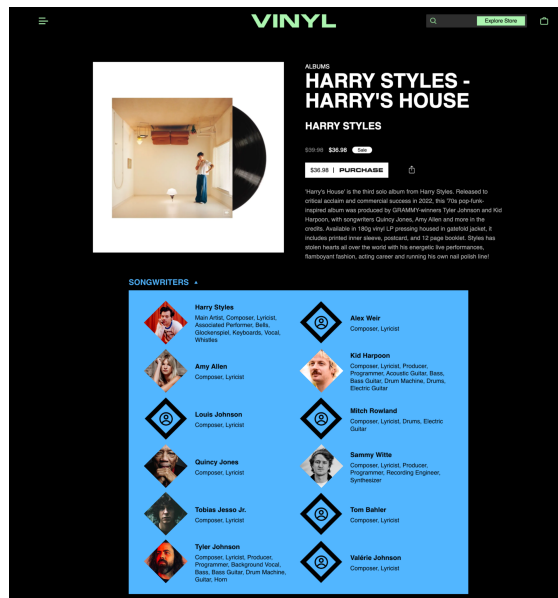 VINYL
Explore Store
ALBUMS
HARRY STYLES -
HARRY'S HOUSE
HARRY STYLES
$39.98 $36.98 Sale
$36.98 | PURCHASE
'Harry's House' is the third solo album from Harry Styles. Released to
critical acclaim and commercial success in 2022, this '70s pop-funk-
inspired album was produced by GRAMMY-winners Tyler Johnson and Kid
Harpoon, with songwriters Quincy Jones, Amy Allen and more in the
credits. Available in 180g vinyl LP pressing housed in gatefold jacket, it
includes printed inner sleeve, postcard, and 12 page booklet. Styles has
stolen hearts all over the world with his energetic live performances,
flamboyant fashion, acting career and running his own nail polish line!
SONGWRITERS
Harry Styles
Main Artist, Composer, Lyricist,
Associated Performer, Bells,
Glockenspiel, Keyboards, Vocal,
Whistles
Alex Weir
Composer, Lyricist
Amy Allen
Composer, Lyricist
Kid Harpoon
Composer, Lyricist, Producer,
Programmer, Acoustic Guitar, Bass,
Bass Guitar, Drum Machine, Drums,
Electric Guitar
Louis Johnson
Composer, Lyricist
Mitch Rowland
Composer, Lyricist, Drums, Electric
Guitar
Quincy Jones
Composer, Lyricist
Sammy Witte
Composer, Lyricist, Producer,
Programmer, Recording Engineer,
Synthesizer
Tobias Jesso Jr.
Composer, Lyricist
Tom Bahler
Composer, Lyricist
Tyler Johnson
Composer, Lyricist, Producer,
Programmer, Background Vocal,
Bass, Bass Guitar, Drum Machine,
Guitar, Horn
Valérie Johnson
Composer, Lyricist